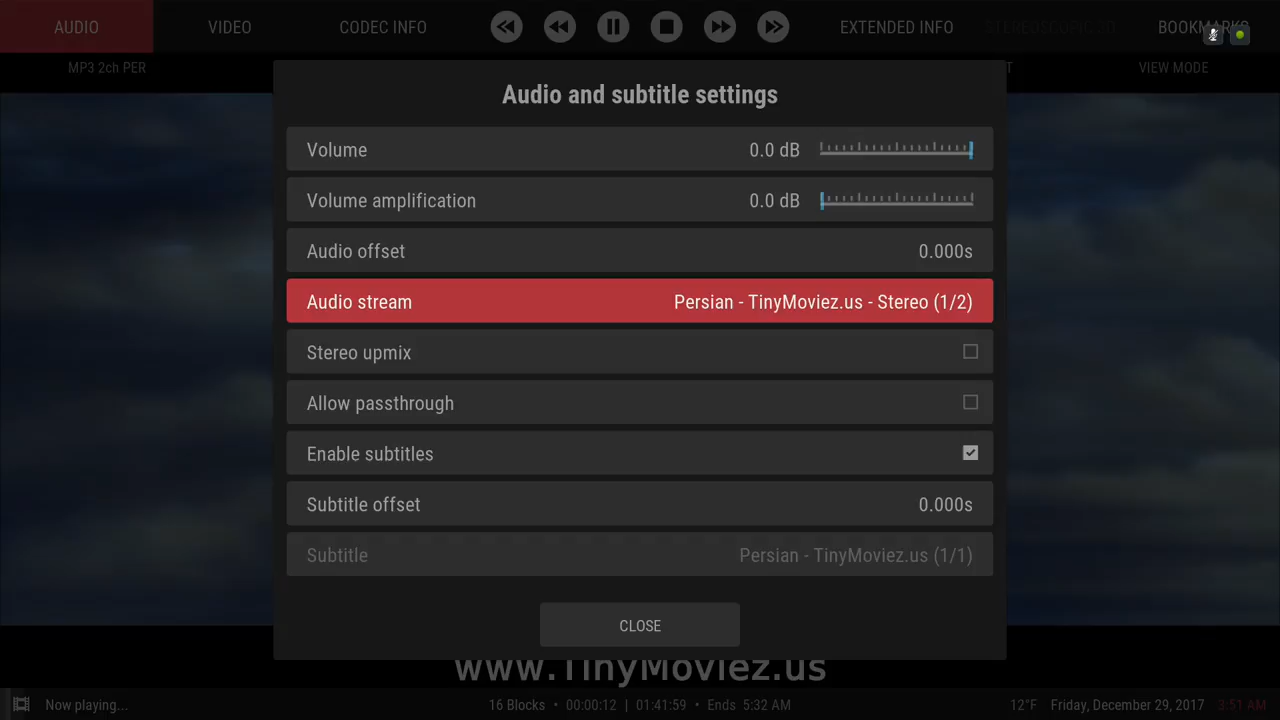 AUDIO VIDEO CODEC INFO EXTENDED INFO STEREOSCOPIC 3D BOOKMARKS
MP3 2ch PER VIEW MODE
Audio and subtitle settings
Volume 0.0 dB
Volume amplification 0.0 dB
Audio offset 0.000s
Audio stream Persian - TinyMoviez.us - Stereo (1/2)
Stereo upmix
Allow passthrough
Enable subtitles
Subtitle offset 0.000s
Subtitle Persian - TinyMoviez.us (1/1)
CLOSE
www.TinyMoviez.us
Now playing... 16 Blocks • 00:00:12 | 01:41:59 • Ends 5:32 AM 12°F Friday, December 29, 2017 3:51 AM